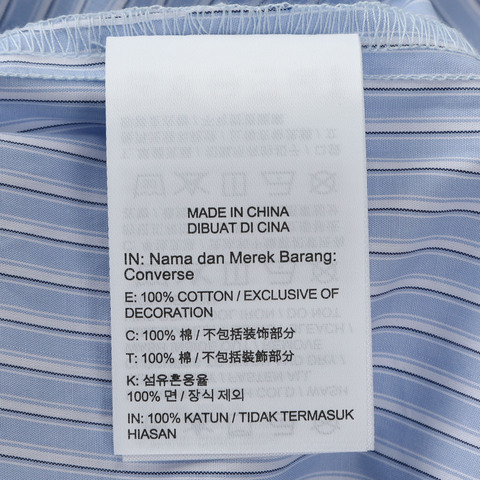 MADE IN CHINA
DIBUAT DI CINA
IN: Nama dan Merek Barang:
Converse
E: 100% COTTON / EXCLUSIVE OF
DECORATION
C: 100% 棉 / 不包括装饰部分
T: 100% 棉 / 不包括裝飾部分
K: 섬유혼용율
100% 면 / 장식 제외
IN: 100% KATUN / TIDAK TERMASUK
HIASAN